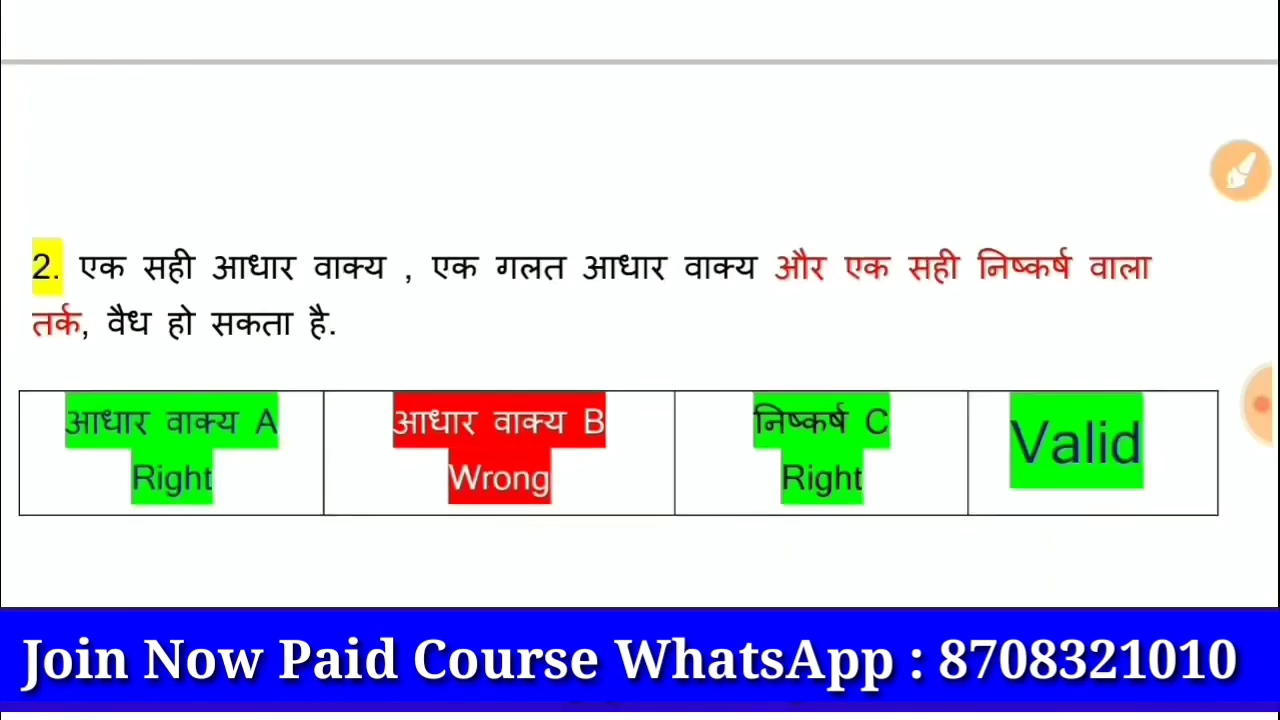 2. एक सही आधार वाक्य , एक गलत आधार वाक्य और एक सही निष्कर्ष वाला
तर्क, वैध हो सकता है.
आधार वाक्य A
Right
आधार वाक्य B
Wrong
निष्कर्ष C
Right
Valid
Join Now Paid Course WhatsApp : 8708321010